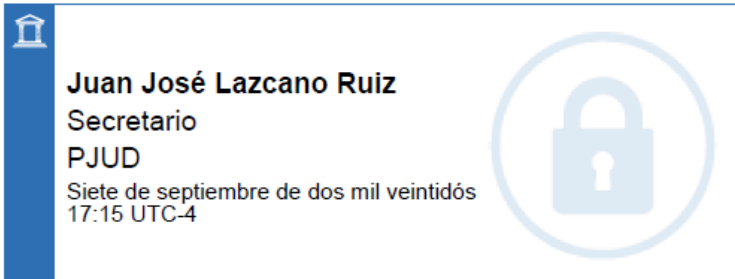 Juan José Lazcano Ruiz
Secretario
PJUD
Siete de septiembre de dos mil veintidós
17:15 UTC-4